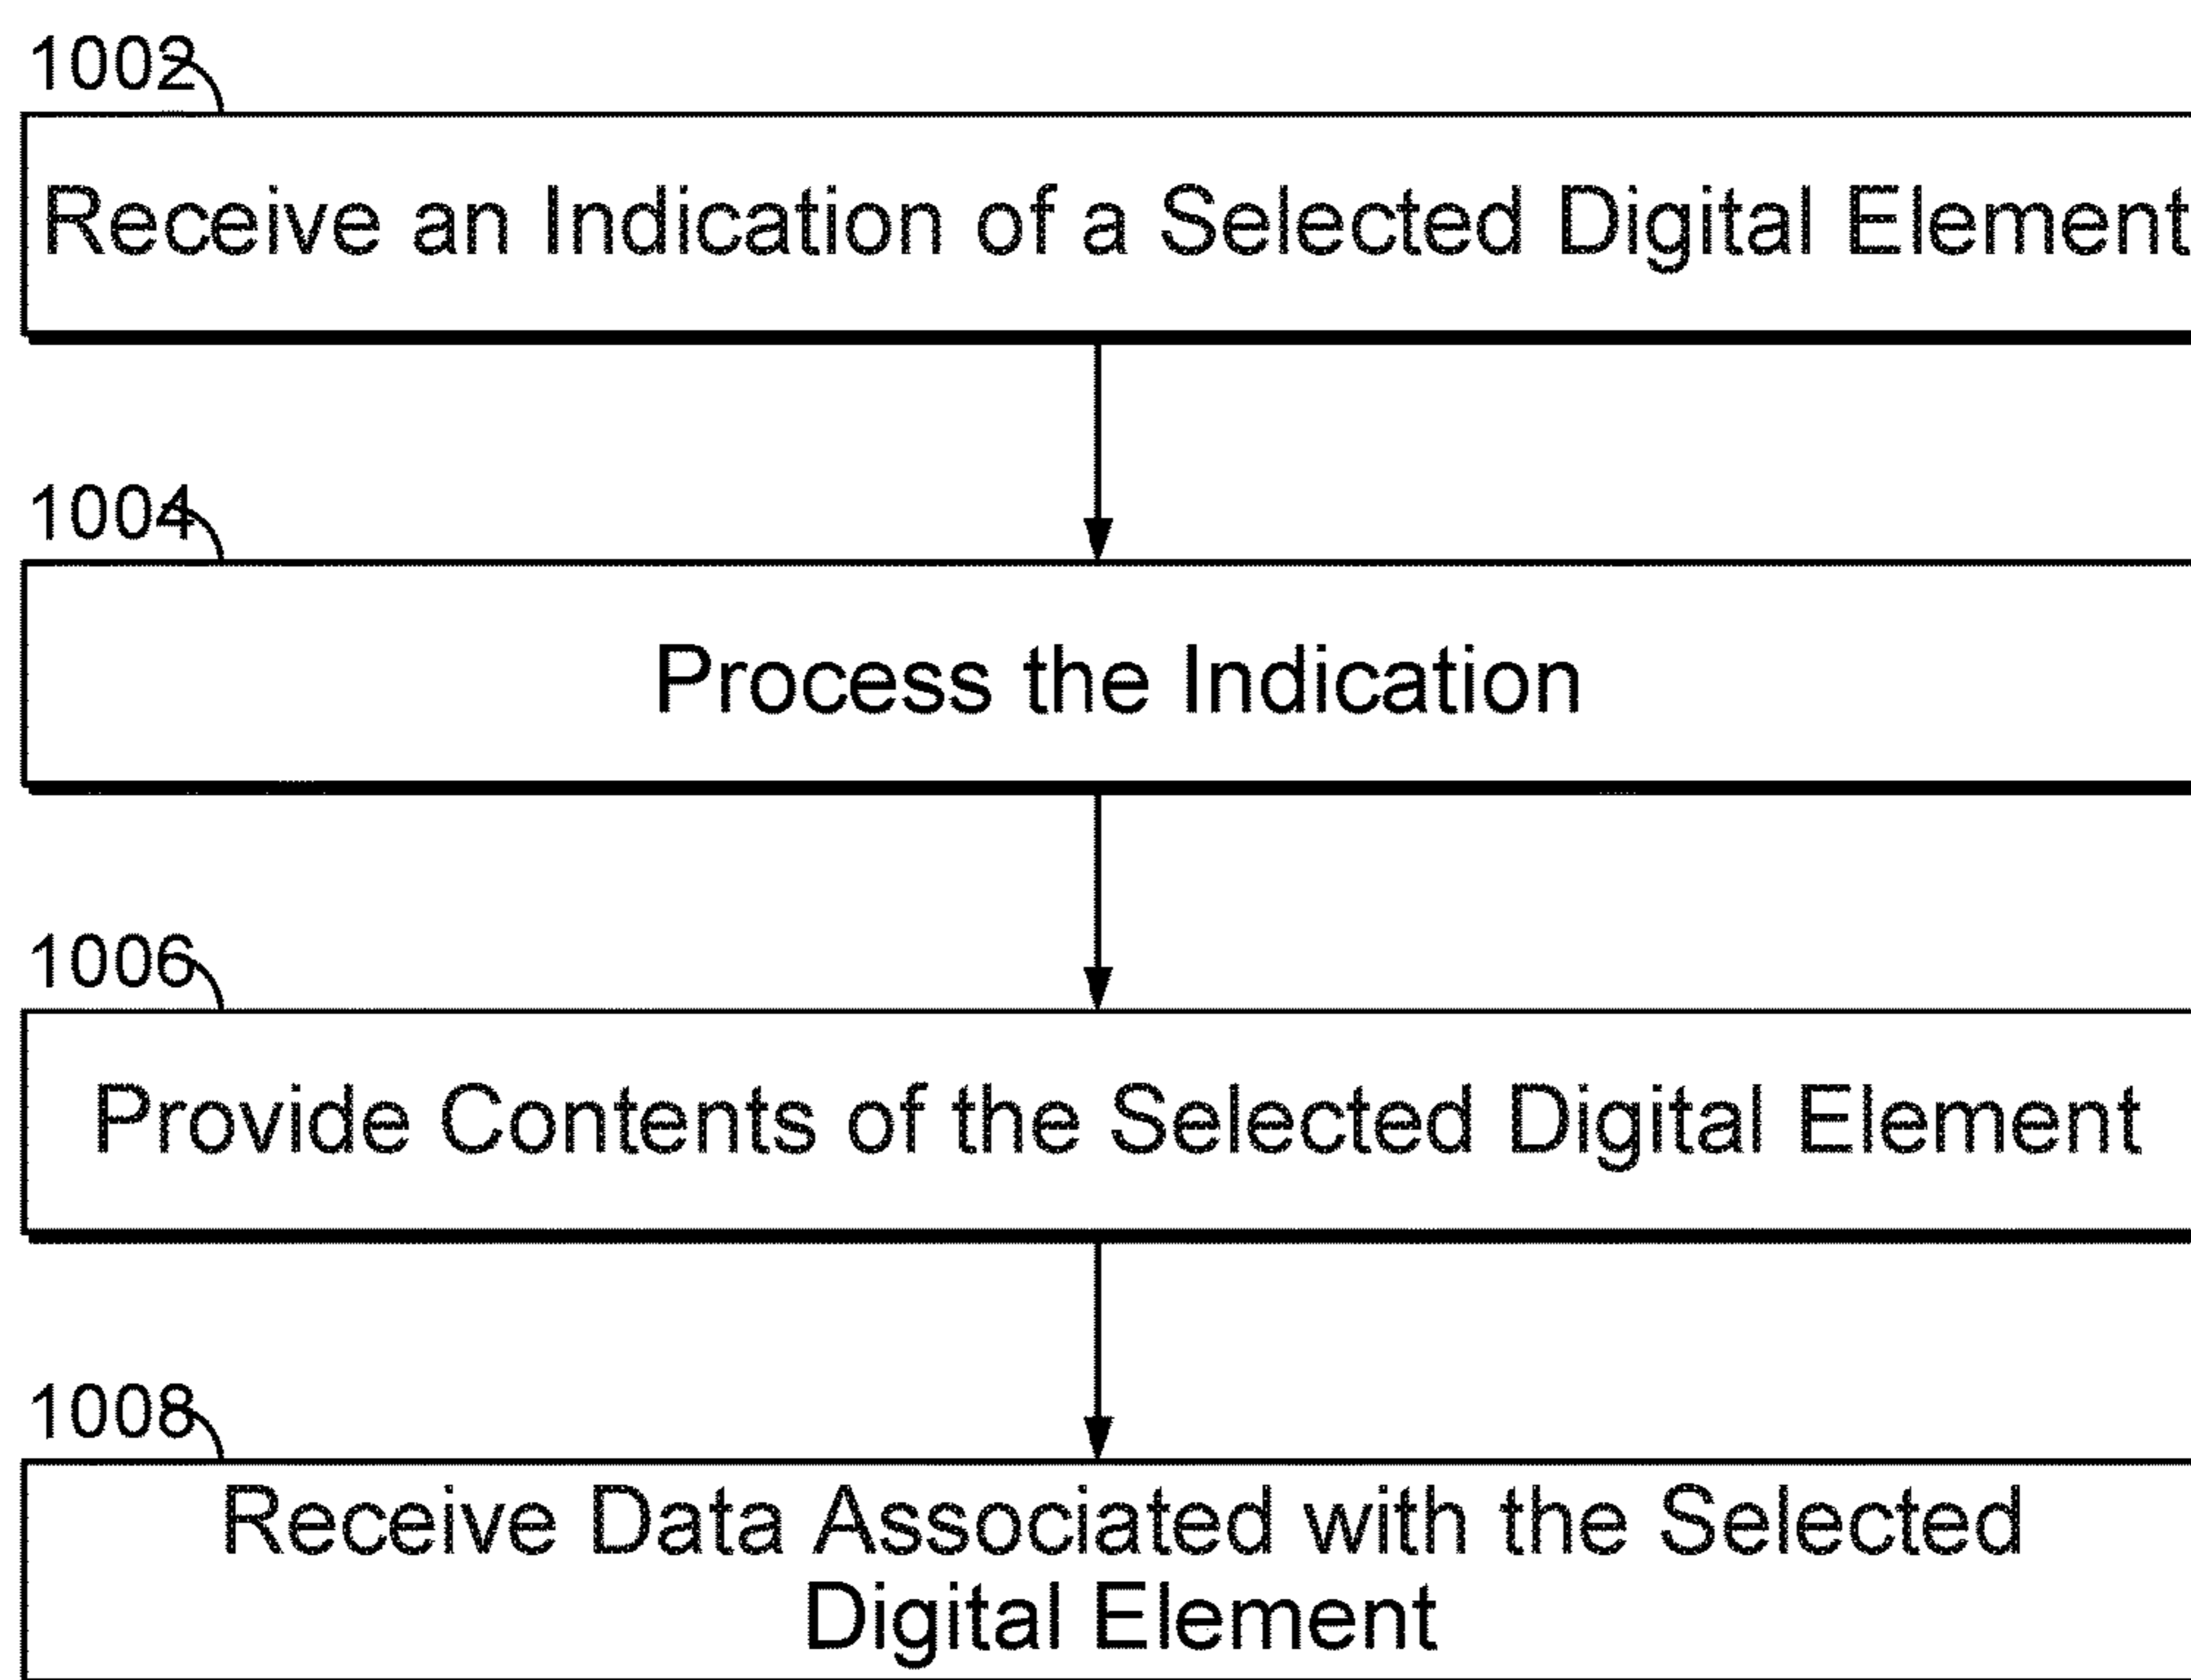 1002
Receive an Indication of a Selected Digital Element
1004
Process the Indication
1006
Provide Contents of the Selected Digital Element
1008
Receive Data Associated with the Selected
Digital Element